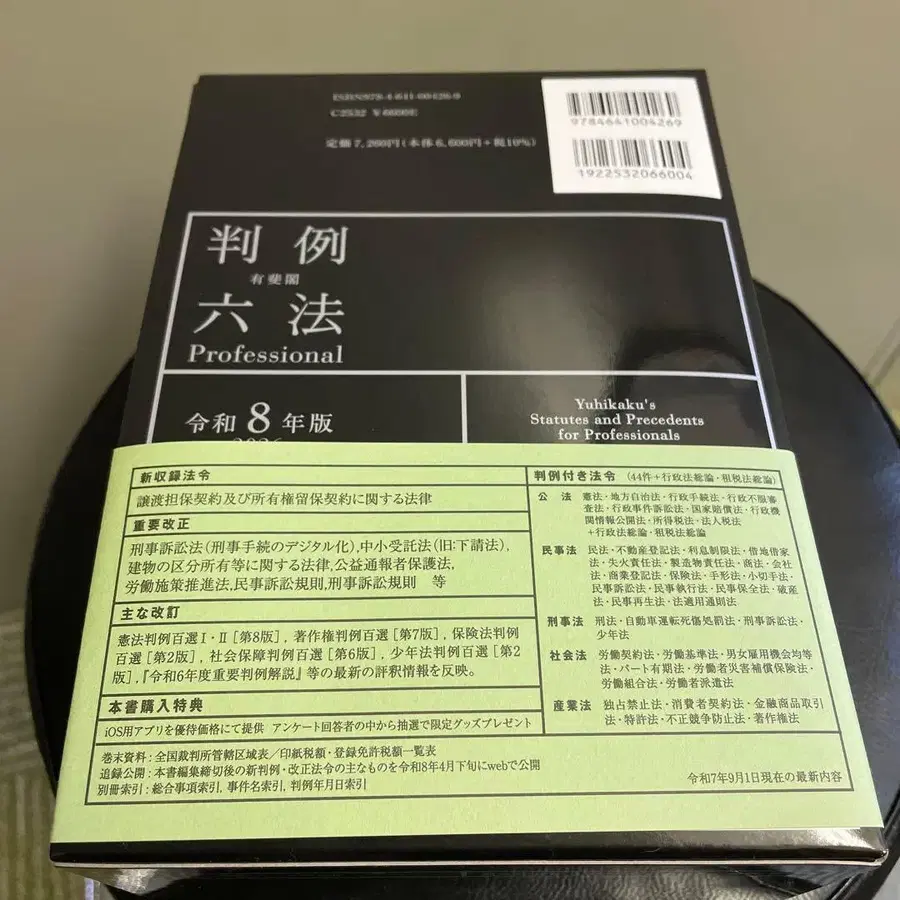 ISBN978-4-641-00426-9
C2532 ¥6600E
定価7,260円(本体6,600円+税10%)
9784641004269
1922532066004
判例
有斐閣
六法
Professional
令和8年版
2026
Yuhikaku's
Statutes and Precedents
for Professionals
新収録法令
譲渡担保契約及び所有権留保契約に関する法律
重要改正
刑事訴訟法(刑事手続のデジタル化),中小受託法(旧:下請法),
建物の区分所有等に関する法律,公益通報者保護法,
労働施策推進法,民事訴訟規則,刑事訴訟規則 等
主な改訂
憲法判例百選Ⅰ・Ⅱ[第8版],著作権判例百選[第7版],保険法判例
百選[第2版],社会保障判例百選[第6版],少年法判例百選[第2
版],『令和6年度重要判例解説』等の最新の評釈情報を反映。
本書購入特典
iOS用アプリを優待価格にて提供 アンケート回答者の中から抽選で限定グッズプレゼント
判例付き法令 (44件+行政法総論・租税法総論)
公法 憲法・地方自治法・行政手続法・行政不服審
査法・行政事件訴訟法・国家賠償法・行政機
関情報公開法・所得税法・法人税法
+行政法総論・租税法総論
民事法 民法・不動産登記法・利息制限法・借地借家
法・失火責任法・製造物責任法・商法・会社
法・商業登記法・保険法・手形法・小切手法・
民事訴訟法・民事執行法・民事保全法・破産
法・民事再生法・法適用通則法
刑事法 刑法・自動車運転死傷処罰法・刑事訴訟法・
少年法
社会法 労働契約法・労働基準法・男女雇用機会均等
法・パート有期法・労働者災害補償保険法・
労働組合法・労働者派遣法
産業法 独占禁止法・消費者契約法・金融商品取引
法・特許法・不正競争防止法・著作権法
巻末資料:全国裁判所管轄区域表/印紙税額・登録免許税額一覧表
追録公開:本書編集締切後の新判例・改正法令の主なものを令和8年4月下旬にwebで公開
別冊索引:総合事項索引,事件名索引,判例年月日索引
令和7年9月1日現在の最新内容